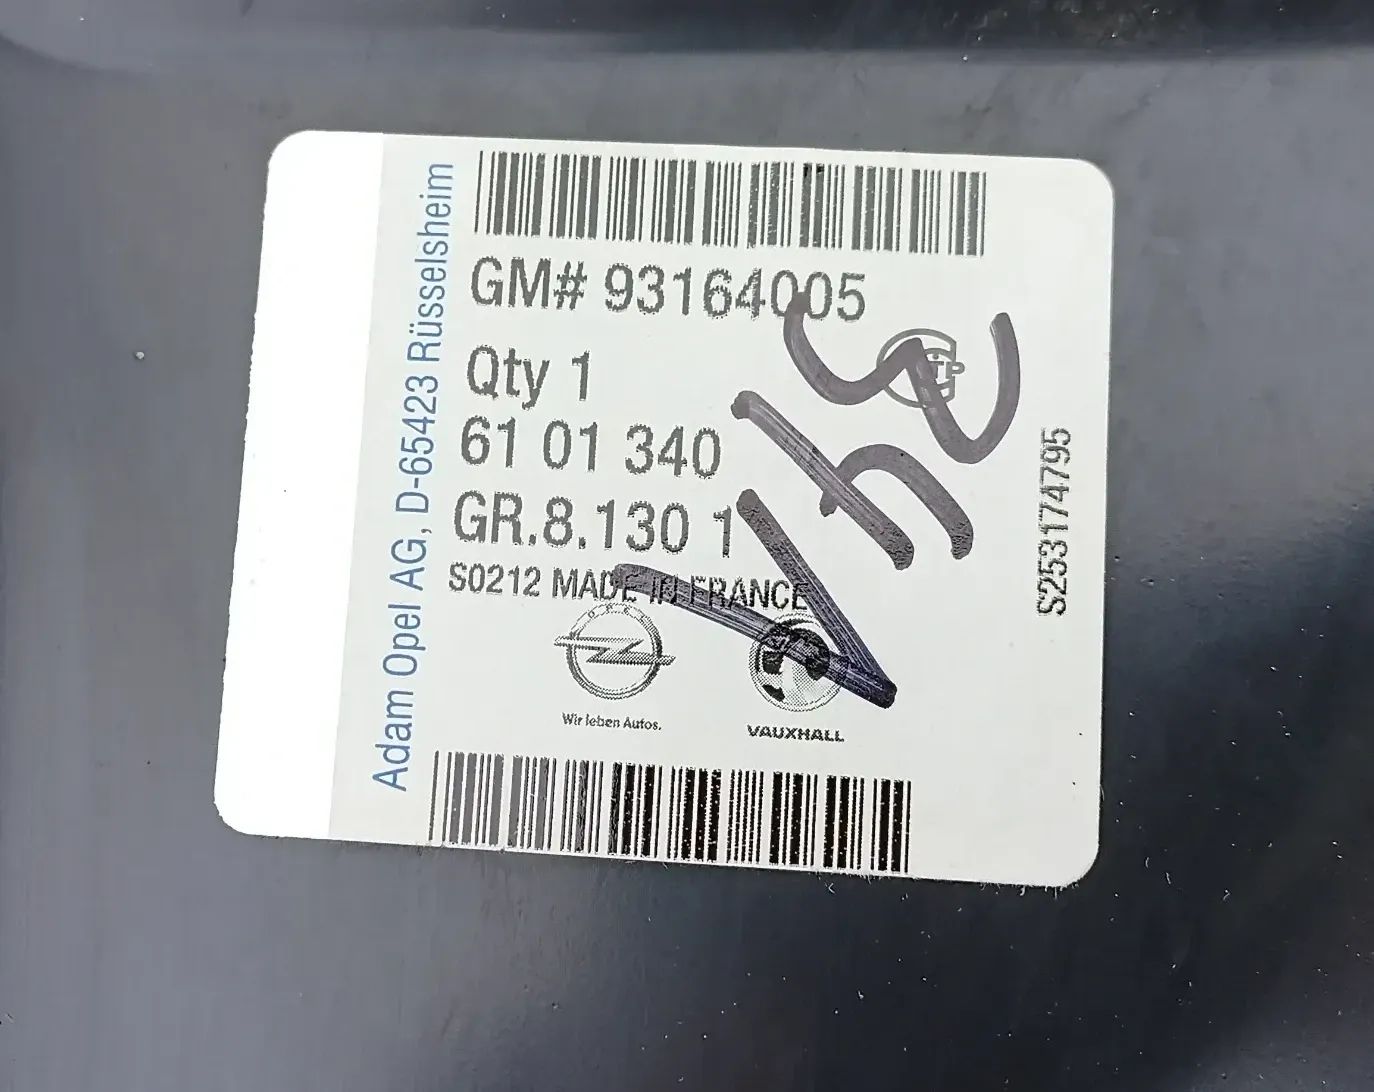 Adam Opel AG, D-65423 Rüsselsheim
GM# 93164005
Qty 1
61 01 340
GR.8.130 1
S0212 MADE IN FRANCE
OPEL
Wir leben Autos.
VAUXHALL
S253174795